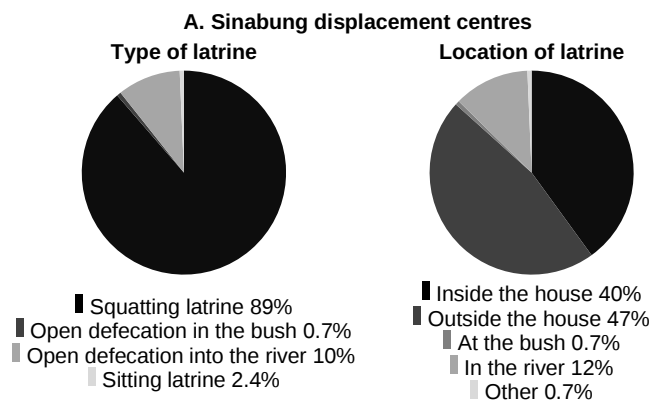 A. Sinabung displacement centres
Type of latrine
Squatting latrine 89%
Open defecation in the bush 0.7%
Open defecation into the river 10%
Sitting latrine 2.4%
Location of latrine
Inside the house 40%
Outside the house 47%
At the bush 0.7%
In the river 12%
Other 0.7%